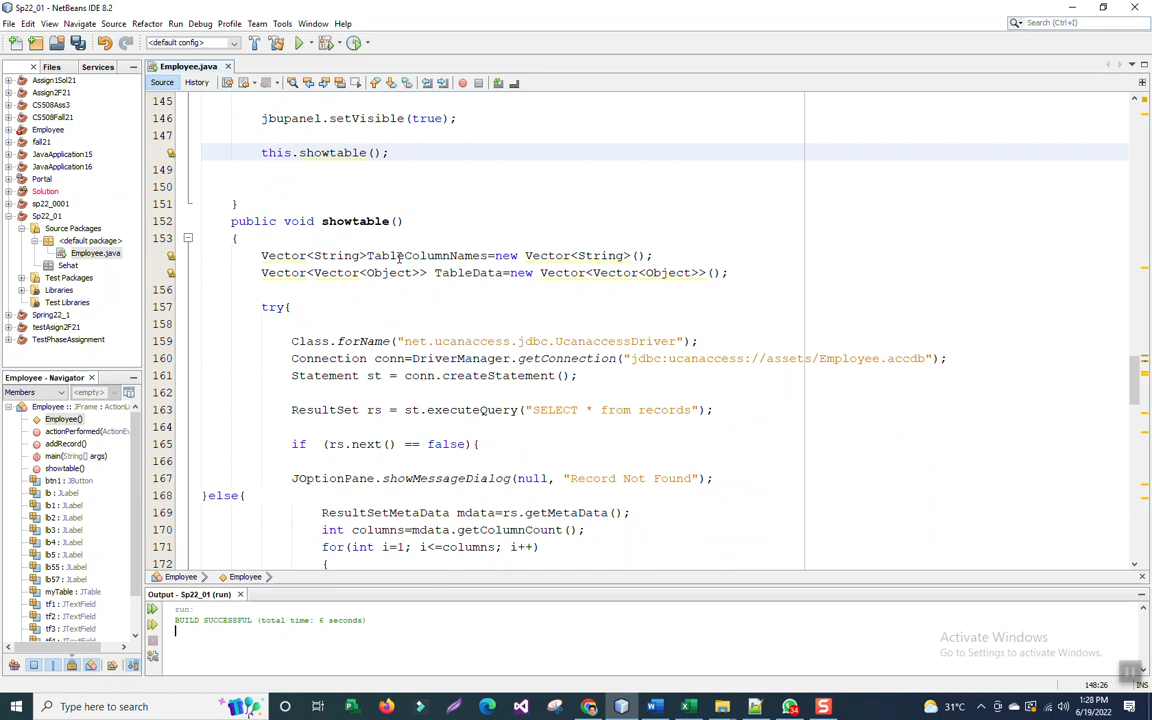 Sp22_01 - NetBeans IDE 8.2
File Edit View Navigate Source Refactor Run Debug Profile Team Tools Window Help
Search (Ctrl+I)
<default config>
Files Services
Employee.java
Source History
Assign1Sol21
Assign2F21
CS508Ass3
CS508Fall21
Employee
fall21
JavaApplication15
JavaApplication16
Portal
Solution
sp22_0001
Sp22_01
Source Packages
<default package>
Employee.java
Sehat
Test Packages
Libraries
Test Libraries
Spring22_1
testAsign2F21
TestPhaseAssignment
Employee - Navigator
Members <empty>
Employee :: JFrame : ActionLi
Employee()
actionPerformed(ActionEv
addRecord()
main(String[] args)
showtable()
btn1 : JButton
lb : JLabel
lb1 : JLabel
lb2 : JLabel
lb3 : JLabel
lb4 : JLabel
lb5 : JLabel
lb55 : JLabel
lb57 : JLabel
myTable : JTable
tf1 : JTextField
tf2 : JTextField
tf3 : JTextField
145
146 jbupanel.setVisible(true);
147
this.showtable();
149
150
151 }
152 public void showtable()
153 {
Vector<String>TableColumnNames=new Vector<String>();
Vector<Vector<Object>> TableData=new Vector<Vector<Object>>();
156
157 try{
158
159 Class.forName("net.ucanaccess.jdbc.UcanaccessDriver");
160 Connection conn=DriverManager.getConnection("jdbc:ucanaccess://assets/Employee.accdb");
161 Statement st = conn.createStatement();
162
163 ResultSet rs = st.executeQuery("SELECT * from records");
164
165 if (rs.next() == false){
166
167 JOptionPane.showMessageDialog(null, "Record Not Found");
168 }else{
169 ResultSetMetaData mdata=rs.getMetaData();
170 int columns=mdata.getColumnCount();
171 for(int i=1; i<=columns; i++)
172 {
Employee Employee
Output - Sp22_01 (run)
run:
BUILD SUCCESSFUL (total time: 6 seconds)
Activate Windows
Go to Settings to activate Windows.
148:26 INS
Type here to search
34
31°C
1:28 PM
6/19/2022